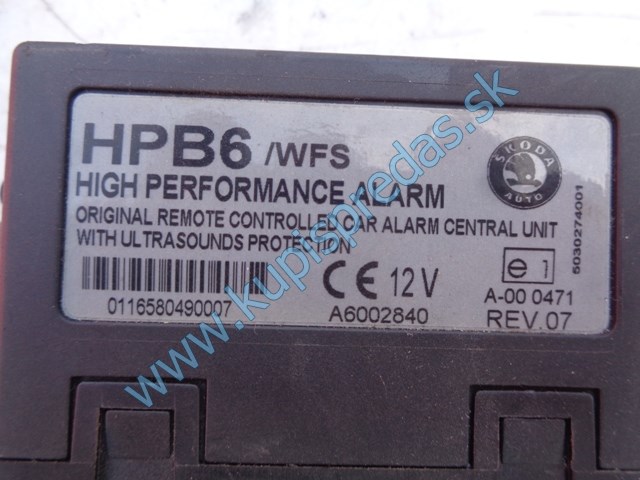 HPB6 /WFS
HIGH PERFORMANCE ALARM
ORIGINAL REMOTE CONTROLLED CAR ALARM CENTRAL UNIT
WITH ULTRASOUNDS PROTECTION
ŠKODA
AUTO
5030274001
CE 12V
e 1
0116580490007
A6002840
A-00 0471
REV.07
www.kupispredas.sk